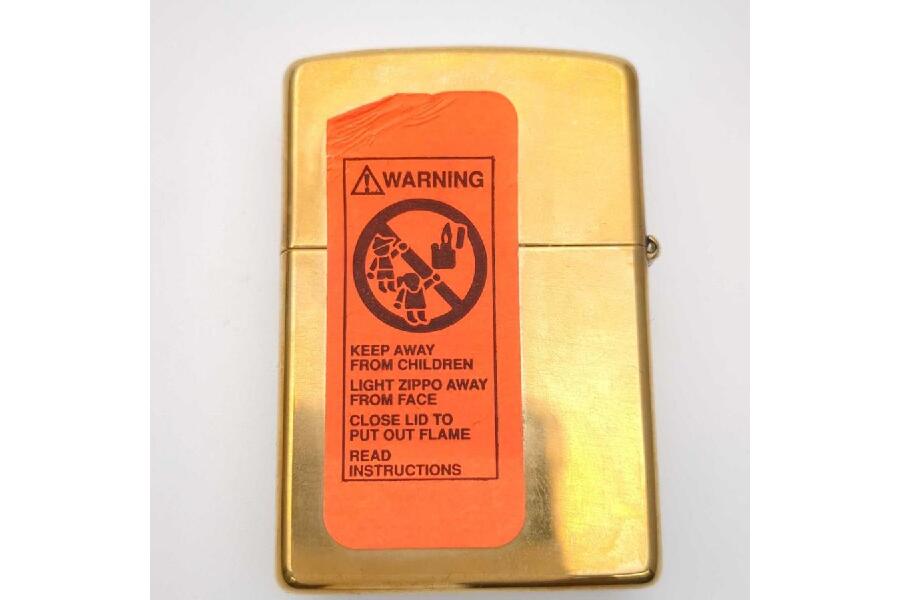 WARNING
KEEP AWAY
FROM CHILDREN
LIGHT ZIPPO AWAY
FROM FACE
CLOSE LID TO
PUT OUT FLAME
READ
INSTRUCTIONS